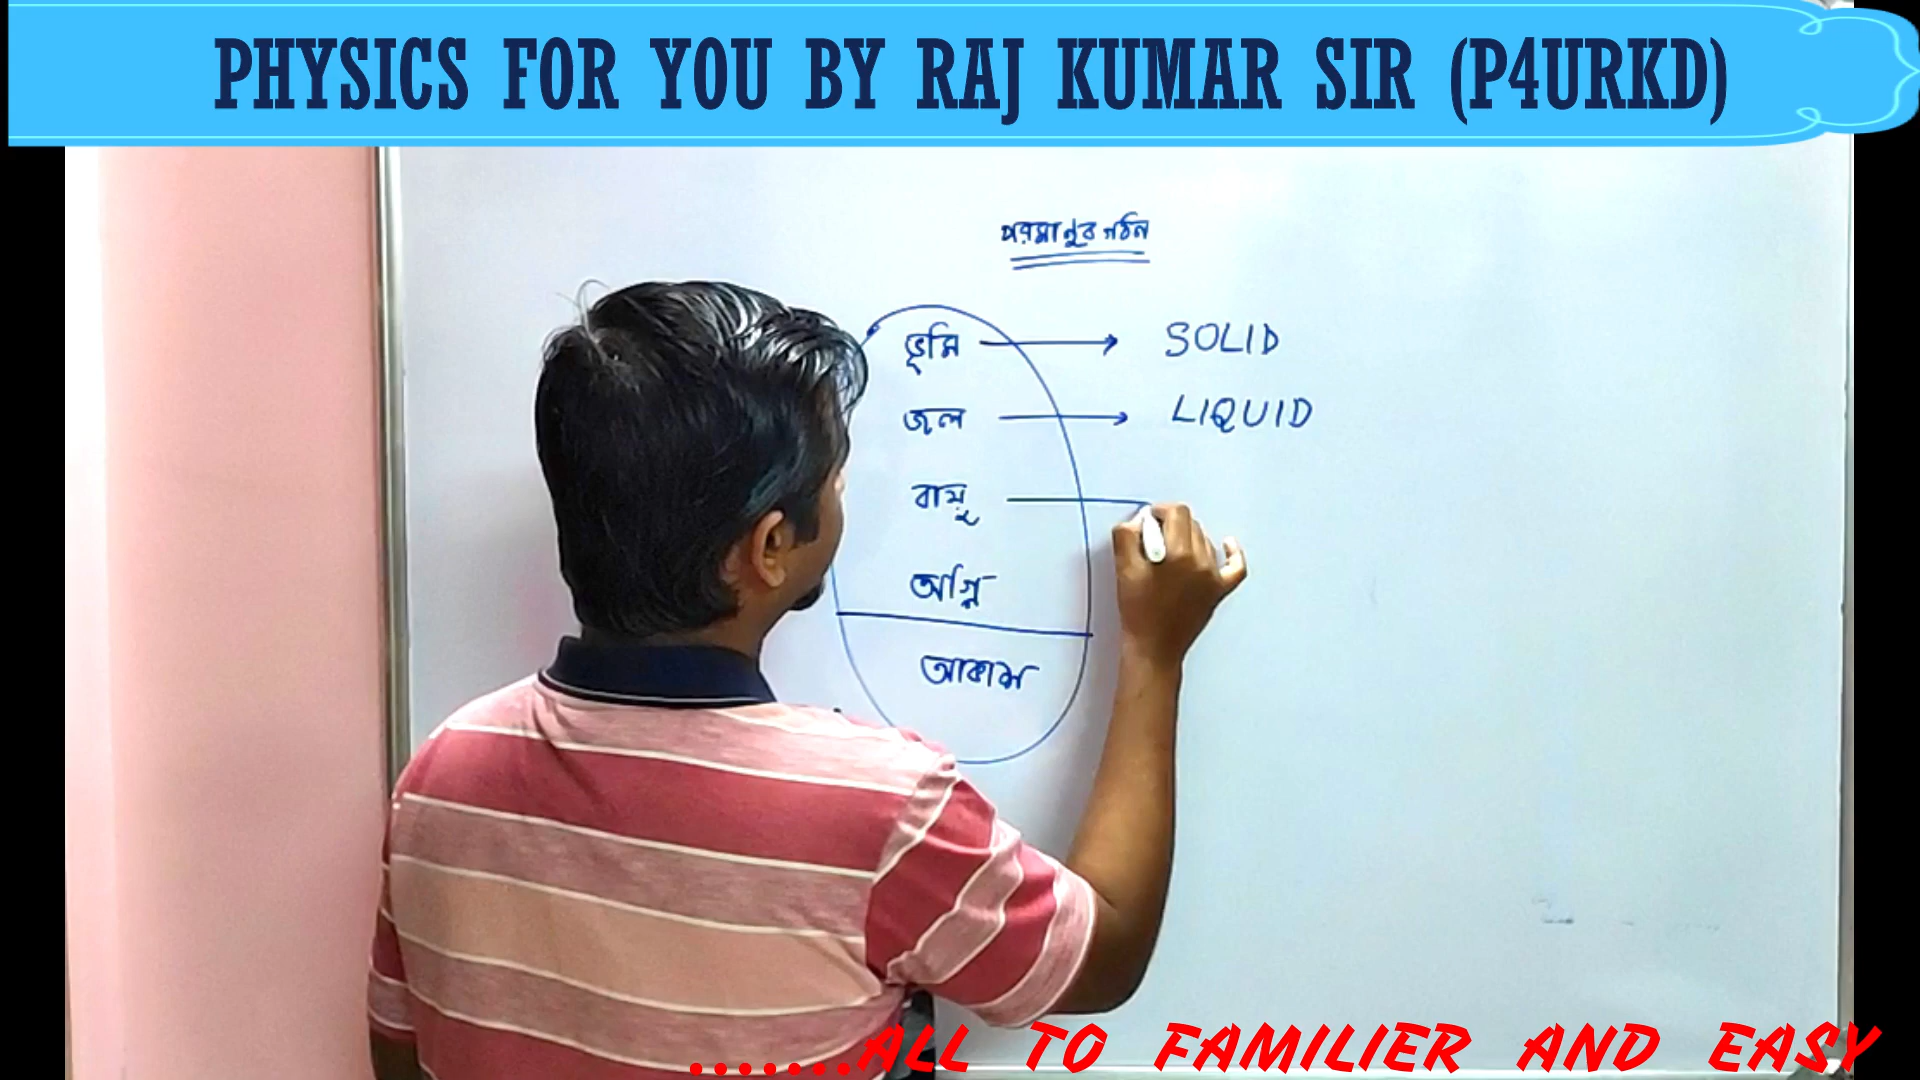 PHYSICS FOR YOU BY RAJ KUMAR SIR (P4URKD)
পরমাণুর গঠন
ভূমি → SOLID
জল → LIQUID
বায়ু
অগ্নি
আকাশ
.......ALL TO FAMILIER AND EASY